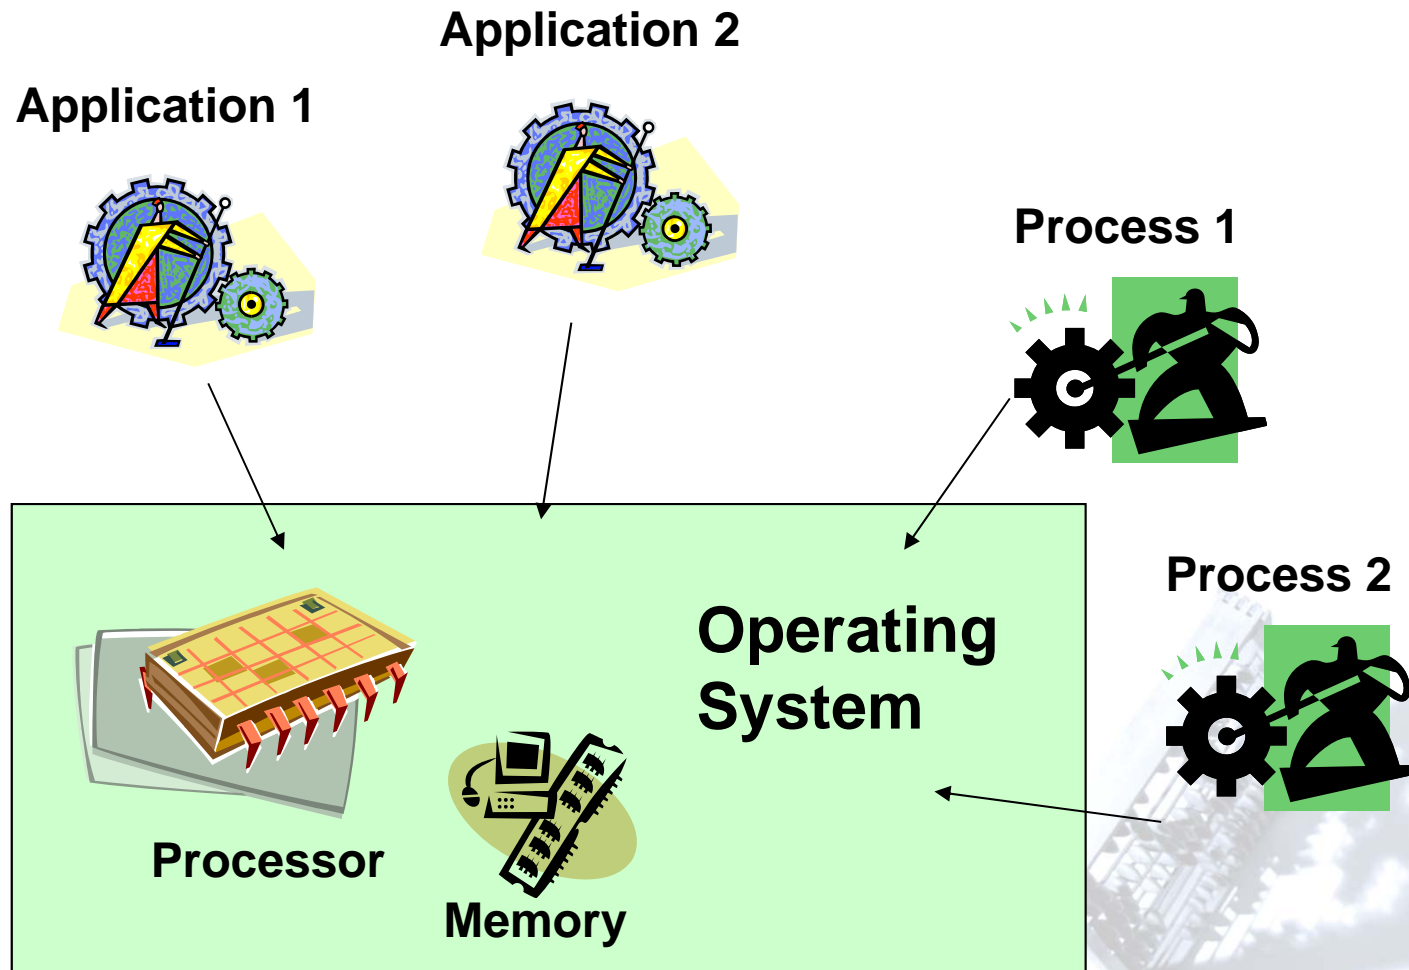 Application 2
Application 1
Process 1
Process 2
Operating
System
Processor
Memory